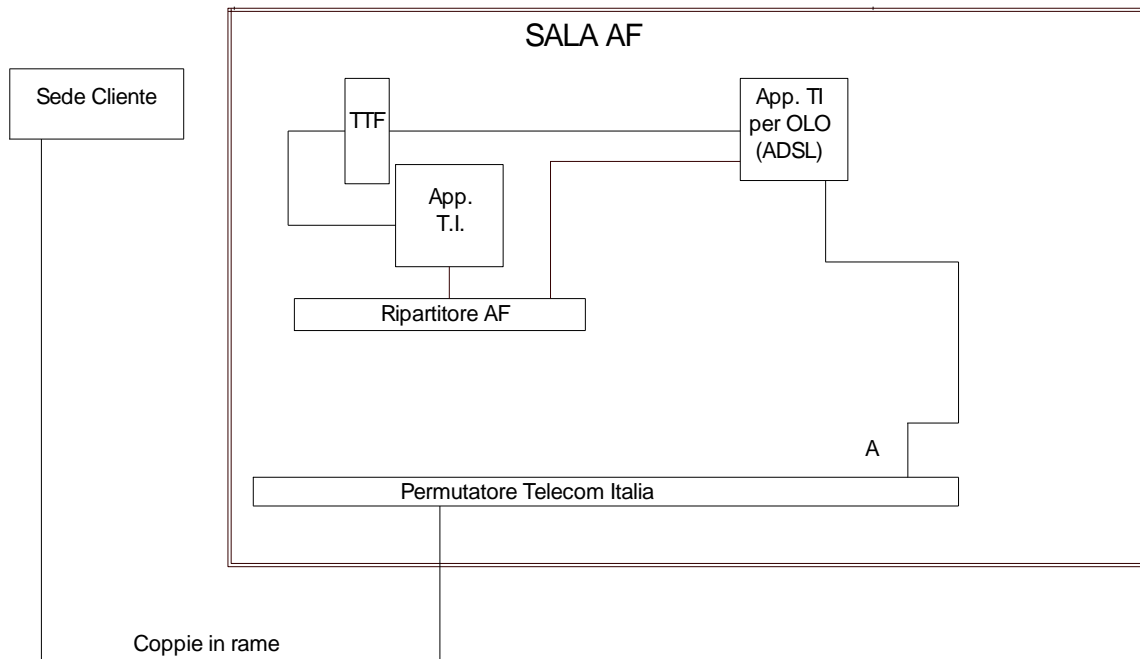 SALA AF
Sede Cliente
TTF
App. TI
per OLO
(ADSL)
App.
T.I.
Ripartitore AF
A
Permutatore Telecom Italia
Coppie in rame